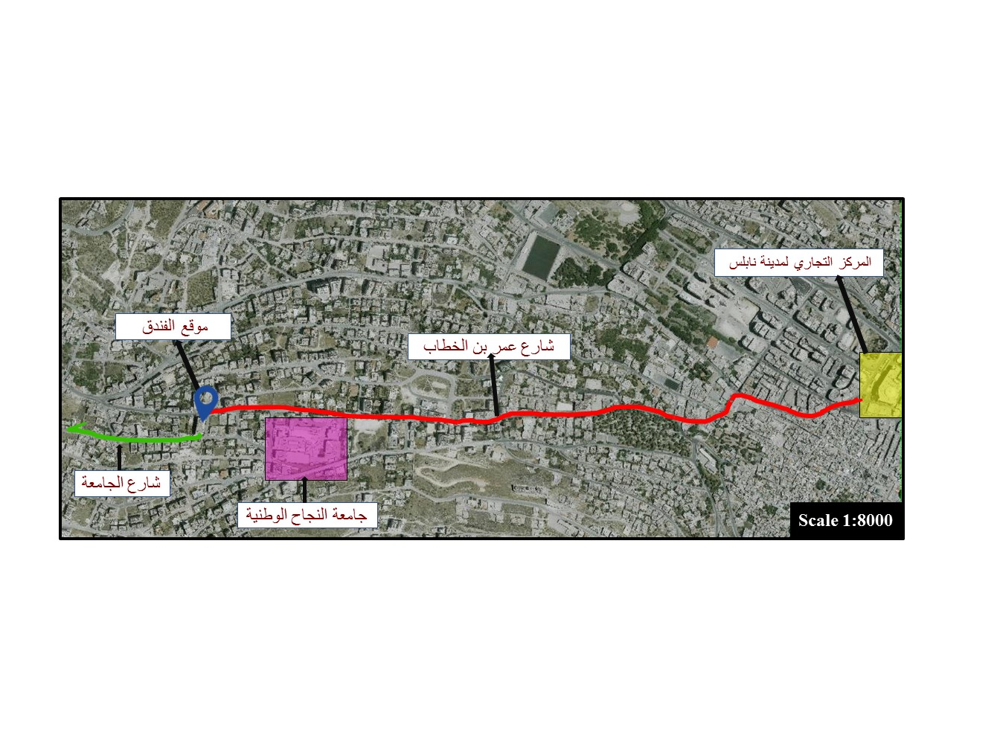 المركز التجاري لمدينة نابلس
موقع الفندق
شارع عمر بن الخطاب
شارع الجامعة
جامعة النجاح الوطنية
Scale 1:8000